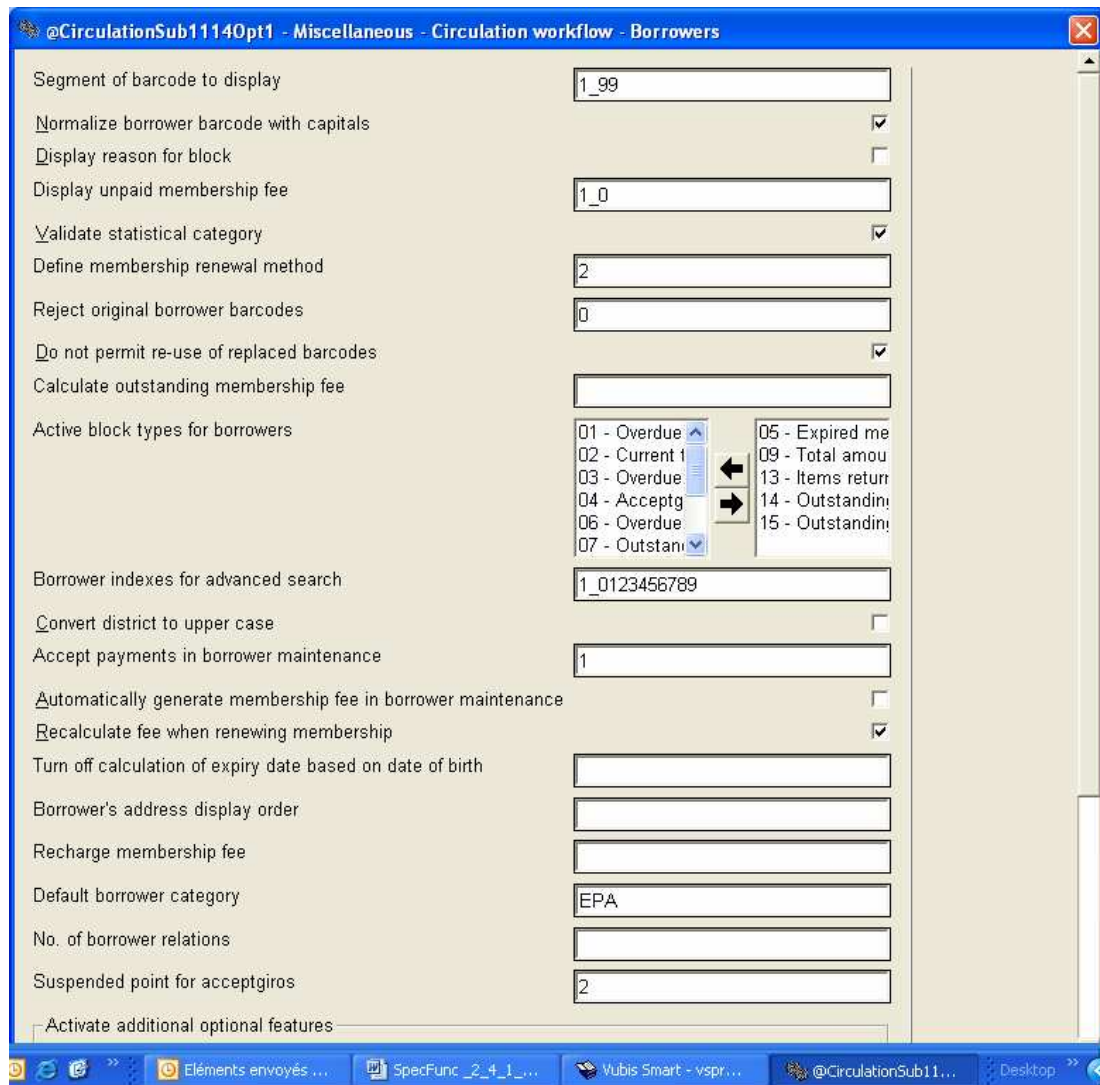 @CirculationSub11140pt1 - Miscellaneous - Circulation workflow - Borrowers
Segment of barcode to display 1_99
Normalize borrower barcode with capitals
Display reason for block
Display unpaid membership fee 1_0
Validate statistical category
Define membership renewal method 2
Reject original borrower barcodes 0
Do not permit re-use of replaced barcodes
Calculate outstanding membership fee
Active block types for borrowers
01 - Overdue
02 - Current t
03 - Overdue
04 - Acceptg
06 - Overdue
07 - Outstan
05 - Expired me
09 - Total amou
13 - Items return
14 - Outstanding
15 - Outstanding
Borrower indexes for advanced search 1_0123456789
Convert district to upper case
Accept payments in borrower maintenance 1
Automatically generate membership fee in borrower maintenance
Recalculate fee when renewing membership
Turn off calculation of expiry date based on date of birth
Borrower's address display order
Recharge membership fee
Default borrower category EPA
No. of borrower relations
Suspended point for acceptgiros 2
Activate additional optional features
Eléments envoyés ... SpecFunc _2_4_1_... Vubis Smart - vspr... @CirculationSub11... Desktop